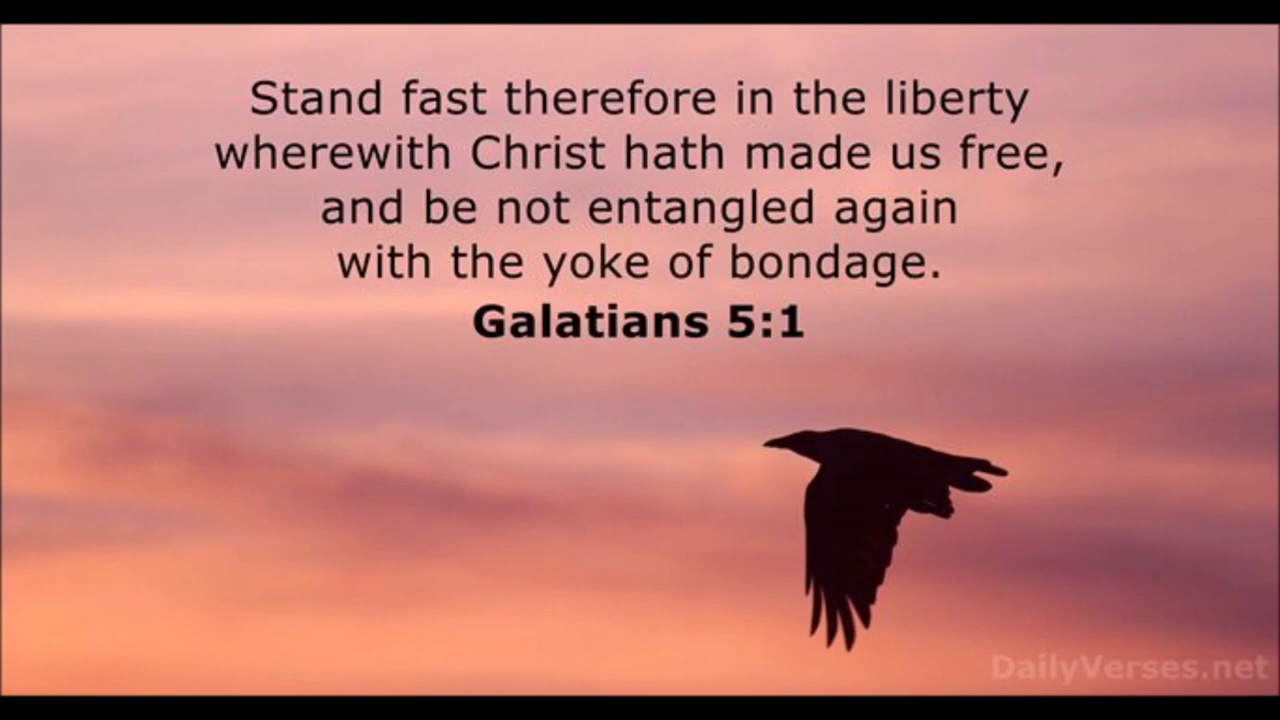 Stand fast therefore in the liberty
wherewith Christ hath made us free,
and be not entangled again
with the yoke of bondage.
Galatians 5:1
DailyVerses.net